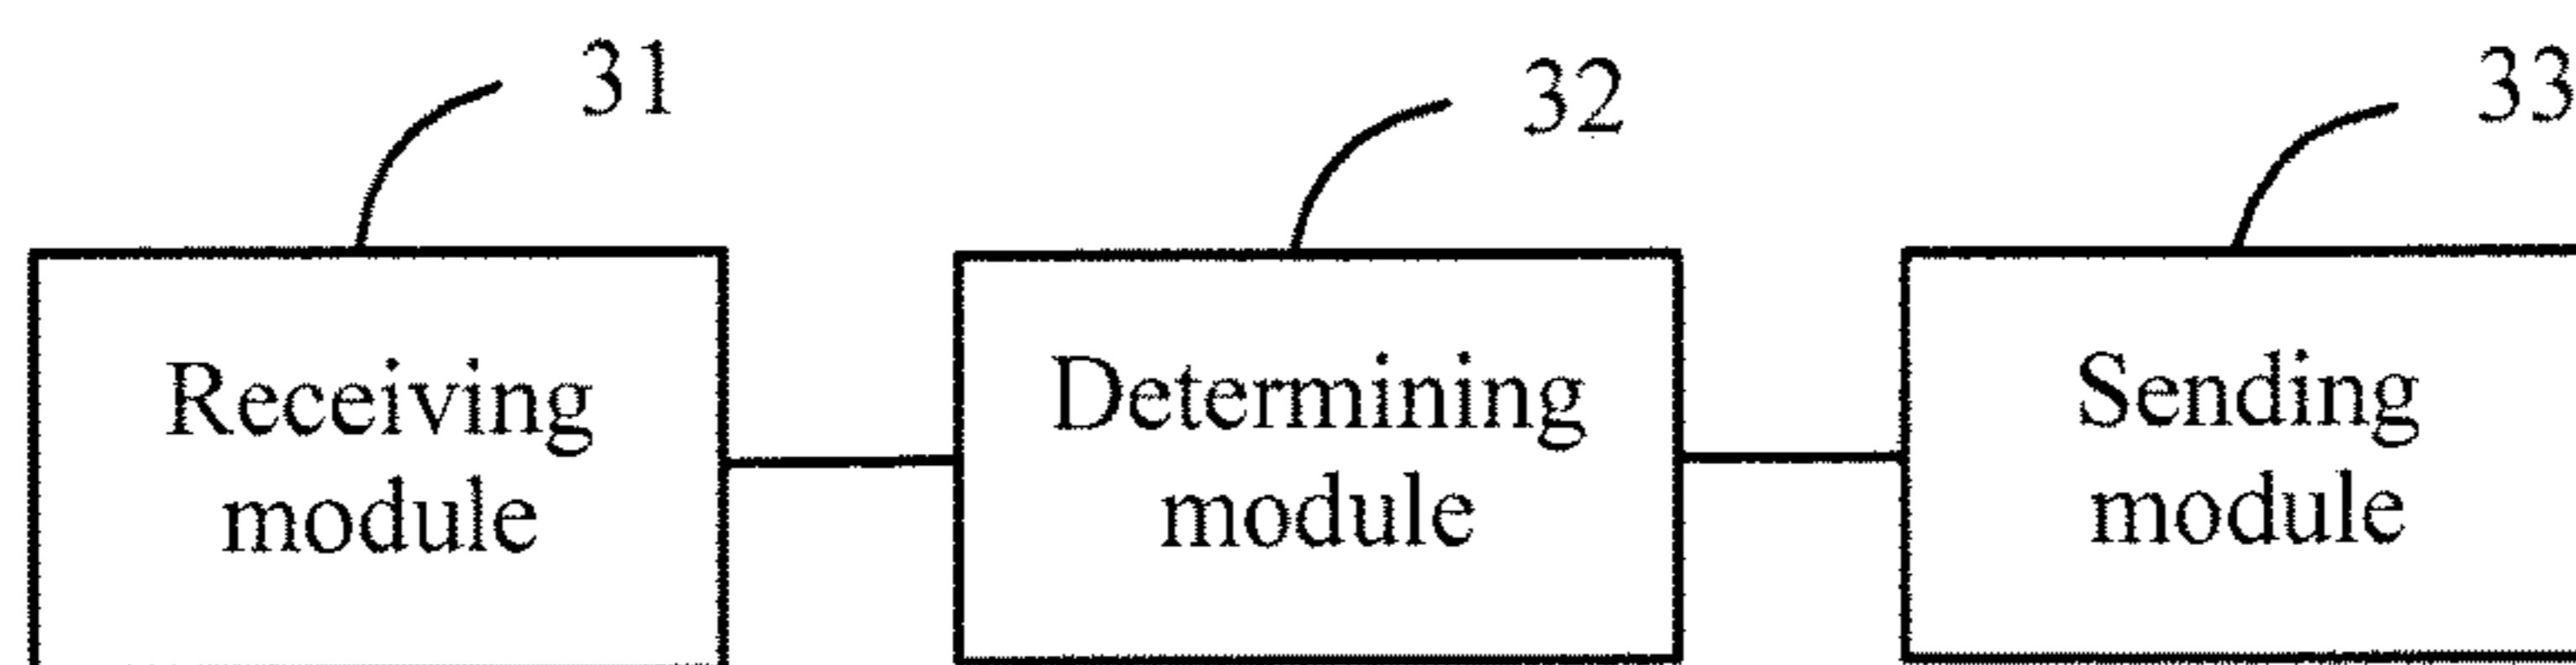 31
32
33
Receiving
module
Determining
module
Sending
module